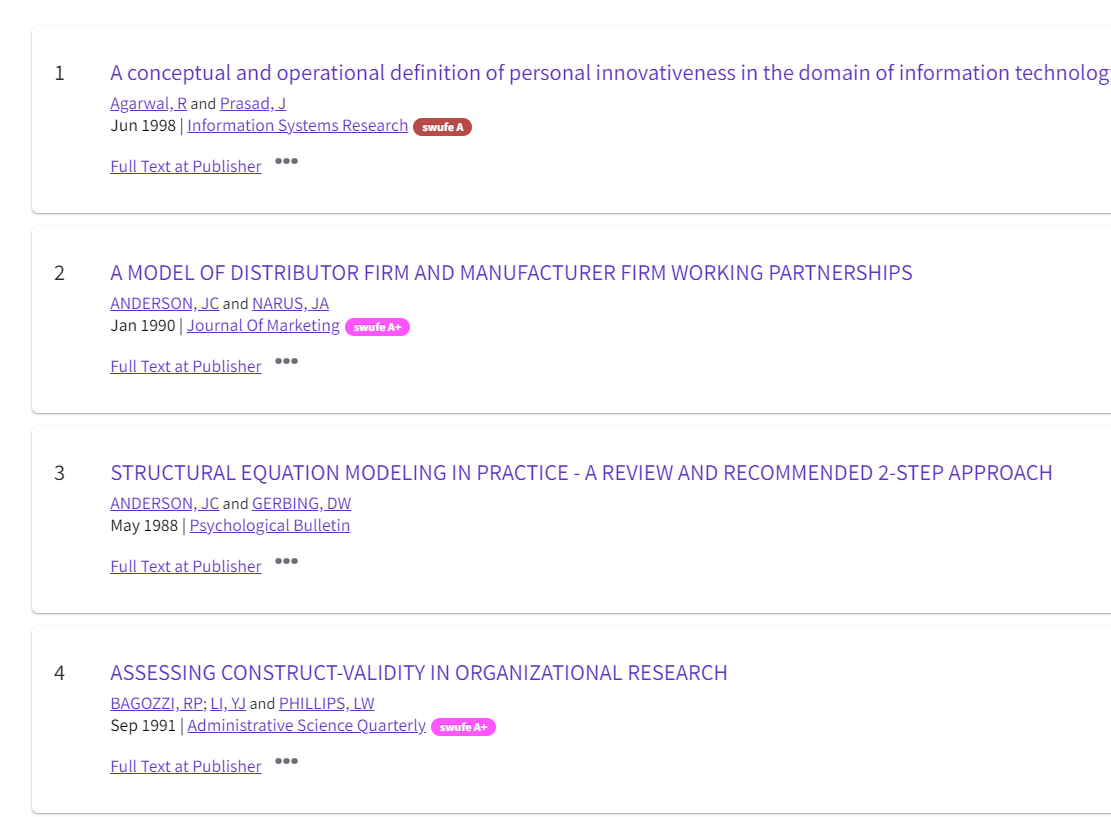 1
A conceptual and operational definition of personal innovativeness in the domain of information technolog
Agarwal, R and Prasad, J
Jun 1998 | Information Systems Research swufe A
Full Text at Publisher •••
2
A MODEL OF DISTRIBUTOR FIRM AND MANUFACTURER FIRM WORKING PARTNERSHIPS
ANDERSON, JC and NARUS, JA
Jan 1990 | Journal Of Marketing swufe A+
Full Text at Publisher •••
3
STRUCTURAL EQUATION MODELING IN PRACTICE - A REVIEW AND RECOMMENDED 2-STEP APPROACH
ANDERSON, JC and GERBING, DW
May 1988 | Psychological Bulletin
Full Text at Publisher •••
4
ASSESSING CONSTRUCT-VALIDITY IN ORGANIZATIONAL RESEARCH
BAGOZZI, RP; LI, YJ and PHILLIPS, LW
Sep 1991 | Administrative Science Quarterly swufe A+
Full Text at Publisher •••